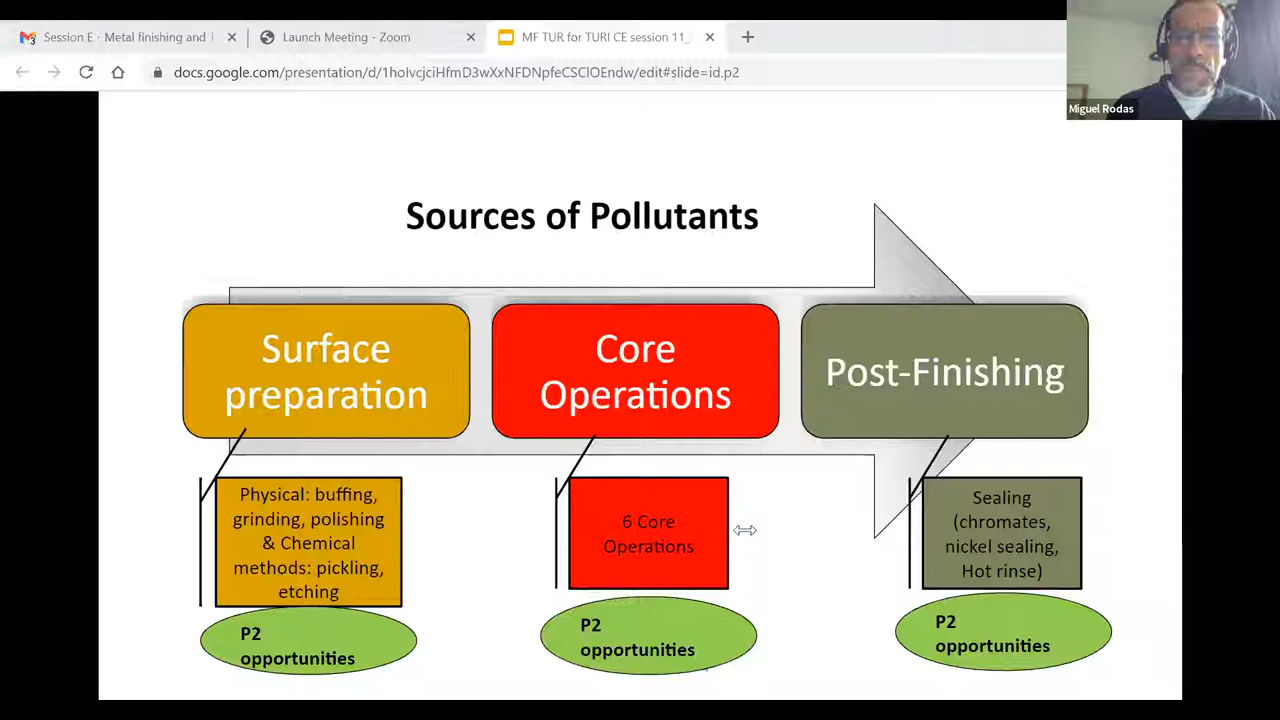 Session E - Metal finishing and
Launch Meeting - Zoom
MF TUR for TURI CE session 11_
docs.google.com/presentation/d/1hoIvcjciHfmD3wXxNFDNpfeCSClOEndw/edit#slide=id.p2
Miguel Rodas
Sources of Pollutants
Surface
preparation
Core
Operations
Post-Finishing
Physical: buffing,
grinding, polishing
& Chemical
methods: pickling,
etching
6 Core
Operations
Sealing
(chromates,
nickel sealing,
Hot rinse)
P2
opportunities
P2
opportunities
P2
opportunities